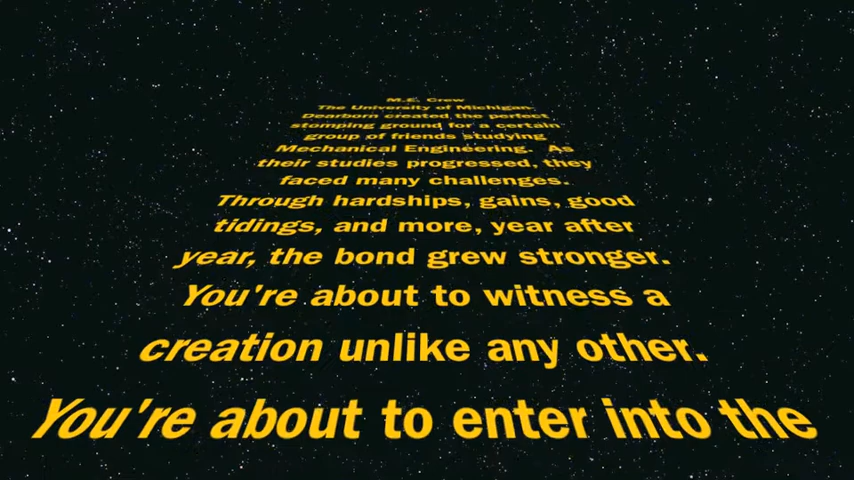 M.E. Crew
The University of Michigan
Dearborn created the perfect
stomping ground for a certain
group of friends studying
Mechanical Engineering. As
their studies progressed, they
faced many challenges.
Through hardships, gains, good
tidings, and more, year after
year, the bond grew stronger.
You're about to witness a
creation unlike any other.
You're about to enter into the